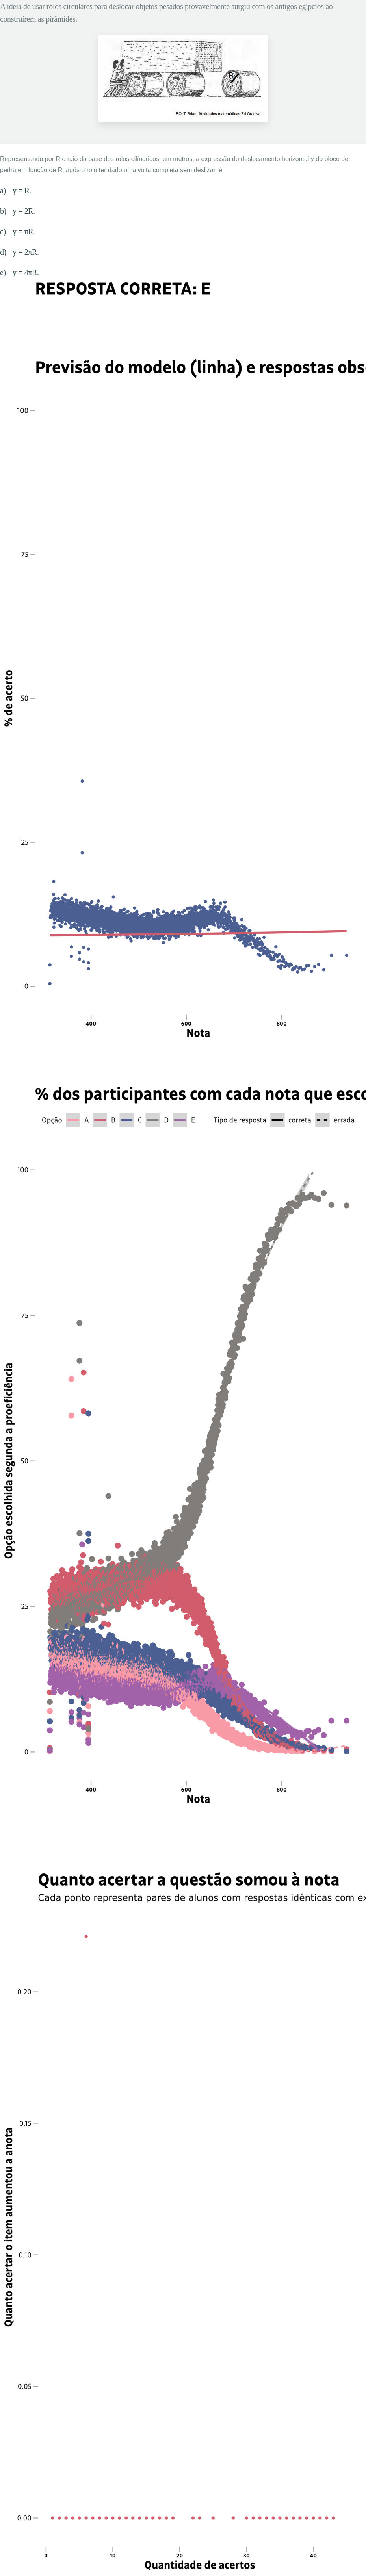 A ideia de usar rolos circulares para deslocar objetos pesados provavelmente surgiu com os antigos egípcios ao
construírem as pirâmides.
R
BOLT, Brian. Atividades matemáticas.Ed.Gradiva.
Representando por R o raio da base dos rolos cilíndricos, em metros, a expressão do deslocamento horizontal y do bloco de
pedra em função de R, após o rolo ter dado uma volta completa sem deslizar, é
a) y = R.
b) y = 2R.
c) y = πR.
d) y = 2πR.
e) y = 4πR.
RESPOSTA CORRETA: E
Previsão do modelo (linha) e respostas obs
100
75
50
25
0
% de acerto
400 600 800
Nota
% dos participantes com cada nota que esco
Opção A B C D E Tipo de resposta correta errada
100
75
50
25
0
Opção escolhida segunda a proeficiência
400 600 800
Nota
Quanto acertar a questão somou à nota
Cada ponto representa pares de alunos com respostas idênticas com ex
0.20
0.15
0.10
0.05
0.00
Quanto acertar o item aumentou a anota
0 10 20 30 40
Quantidade de acertos